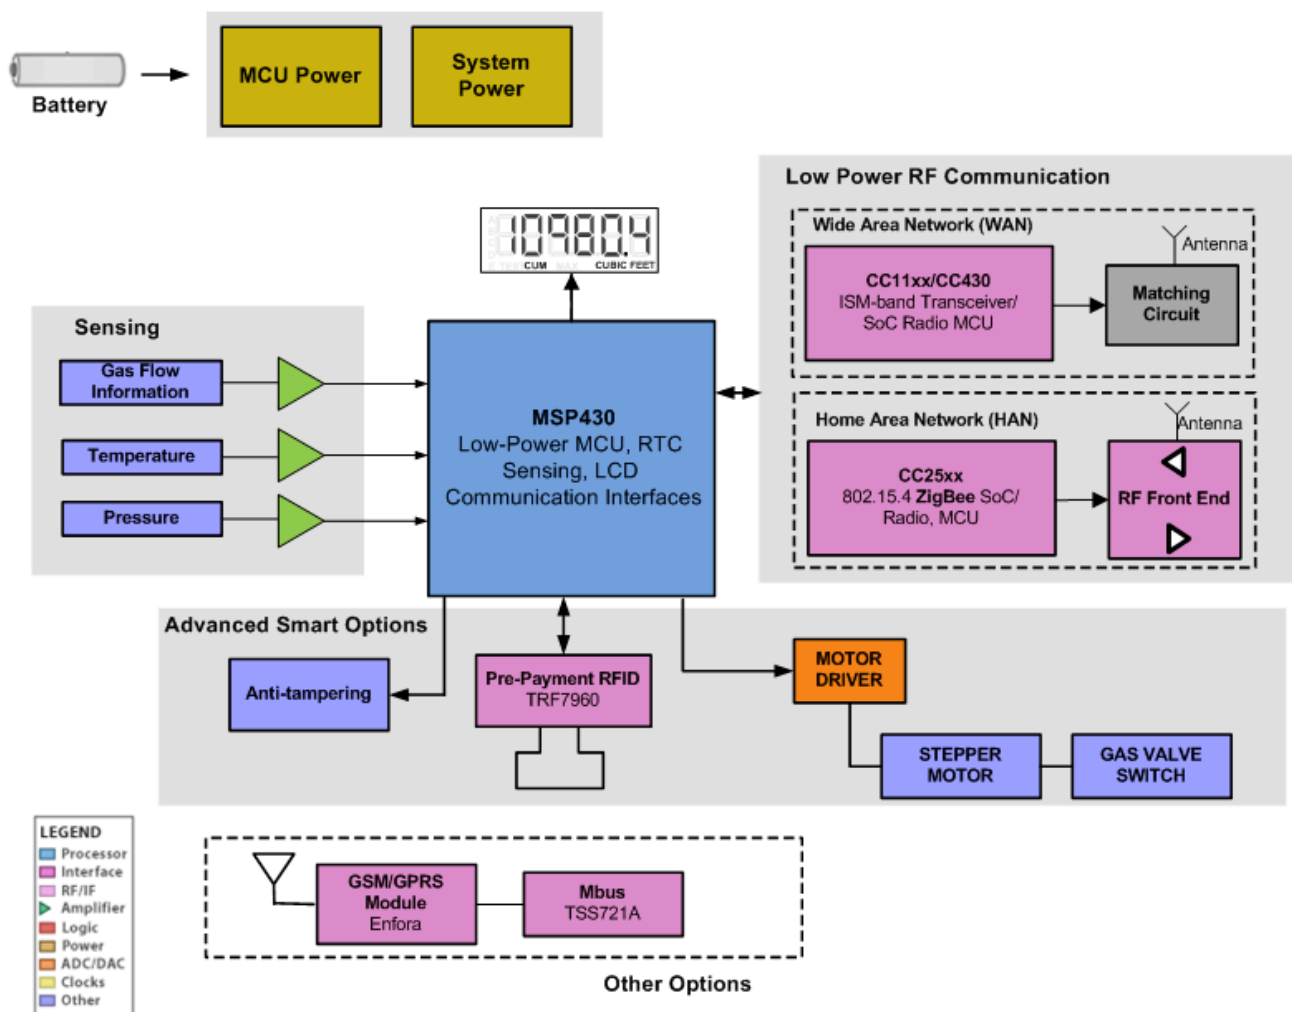 Battery
MCU Power
System
Power
Low Power RF Communication
Wide Area Network (WAN)
CC11xx/CC430
ISM-band Transceiver/
SoC Radio MCU
Antenna
Matching
Circuit
Home Area Network (HAN)
CC25xx
802.15.4 ZigBee SoC/
Radio, MCU
Antenna
RF Front End
10980.4
CUM
CUBIC FEET
Sensing
Gas Flow
Information
Temperature
Pressure
MSP430
Low-Power MCU, RTC
Sensing, LCD
Communication Interfaces
Advanced Smart Options
Anti-tampering
Pre-Payment RFID
TRF7960
MOTOR
DRIVER
STEPPER
MOTOR
GAS VALVE
SWITCH
LEGEND
Processor
Interface
RF/IF
Amplifier
Logic
Power
ADC/DAC
Clocks
Other
GSM/GPRS
Module
Enfora
Mbus
TSS721A
Other Options